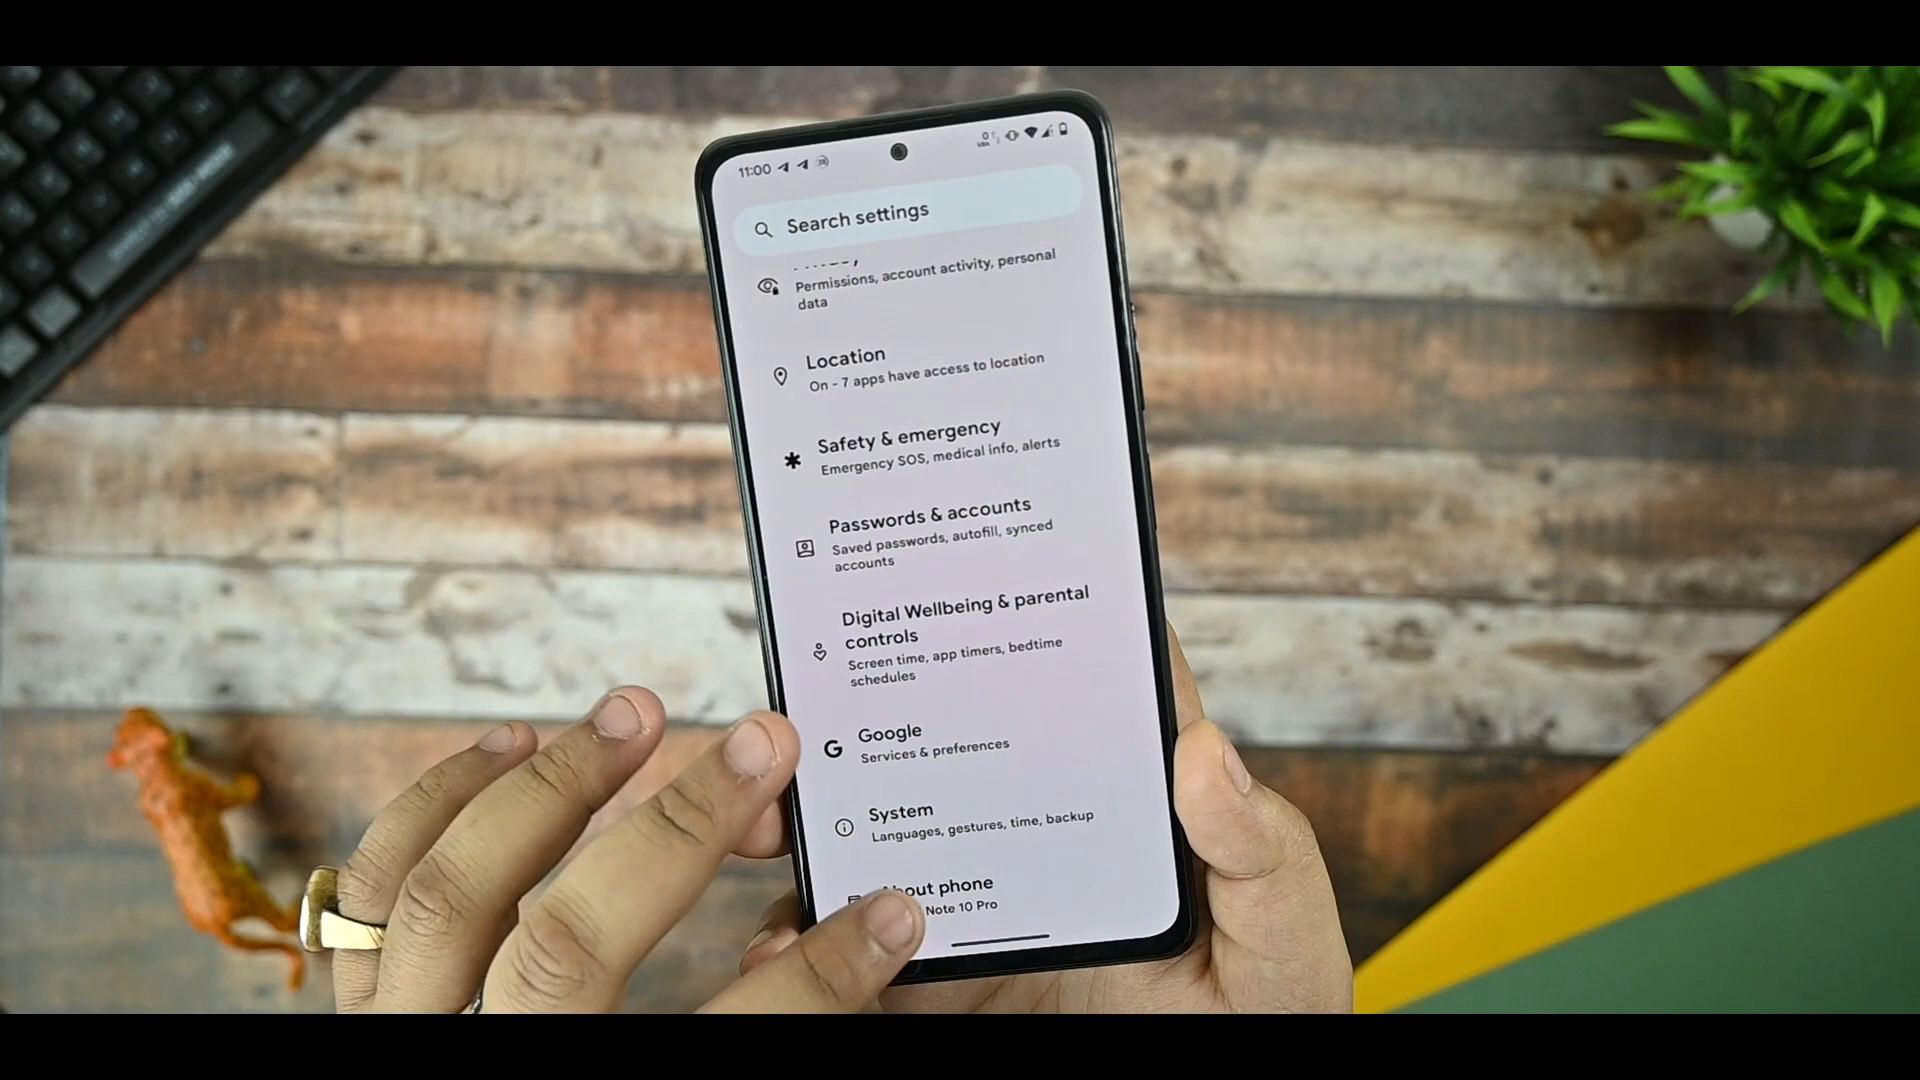 11:00
Search settings
Permissions, account activity, personal
data
Location
On - 7 apps have access to location
Safety & emergency
Emergency SOS, medical info, alerts
Passwords & accounts
Saved passwords, autofill, synced
accounts
Digital Wellbeing & parental
controls
Screen time, app timers, bedtime
schedules
Google
Services & preferences
System
Languages, gestures, time, backup
About phone
Note 10 Pro